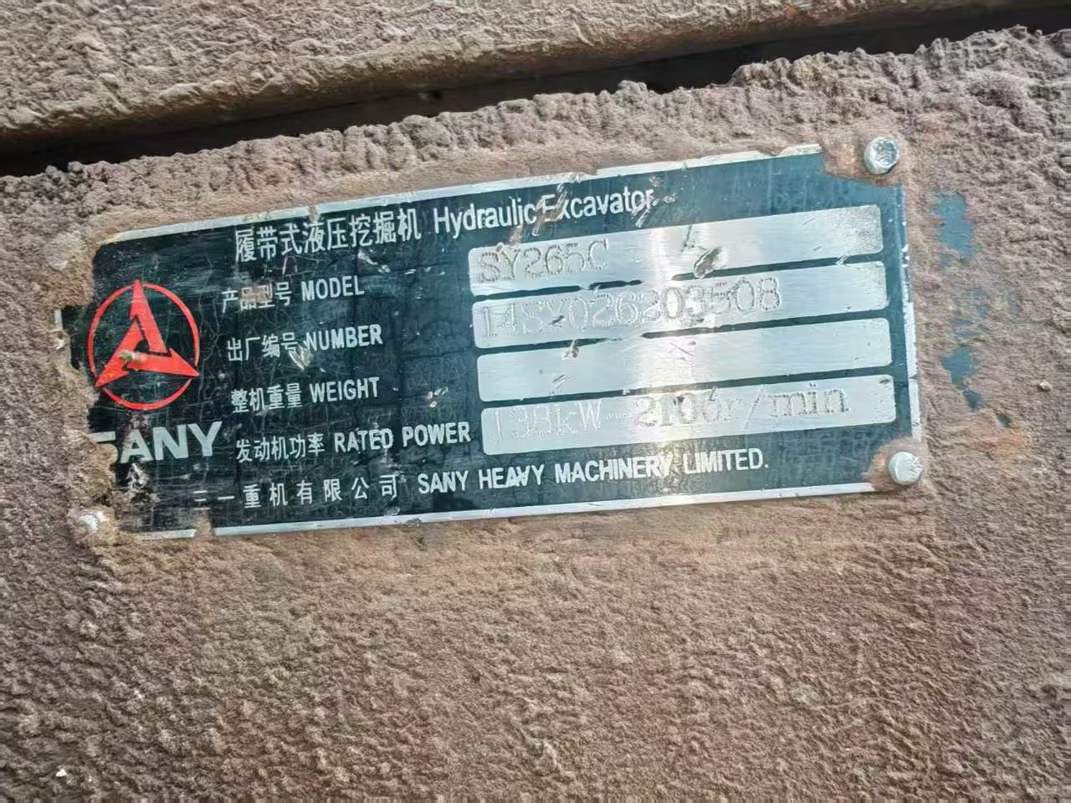 履带式液压挖掘机 Hydraulic Excavator
产品型号 MODEL SY265C
出厂编号 NUMBER
整机重量 WEIGHT
发动机功率 RATED POWER 138kW
SANY
三一重机有限公司 SANY HEAVY MACHINERY LIMITED.